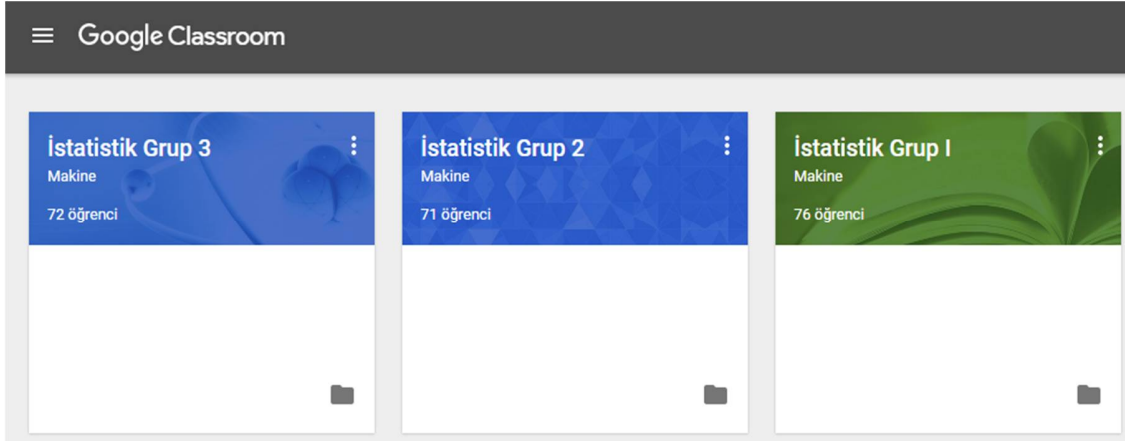 Google Classroom
İstatistik Grup 3
Makine
72 öğrenci
İstatistik Grup 2
Makine
71 öğrenci
İstatistik Grup I
Makine
76 öğrenci